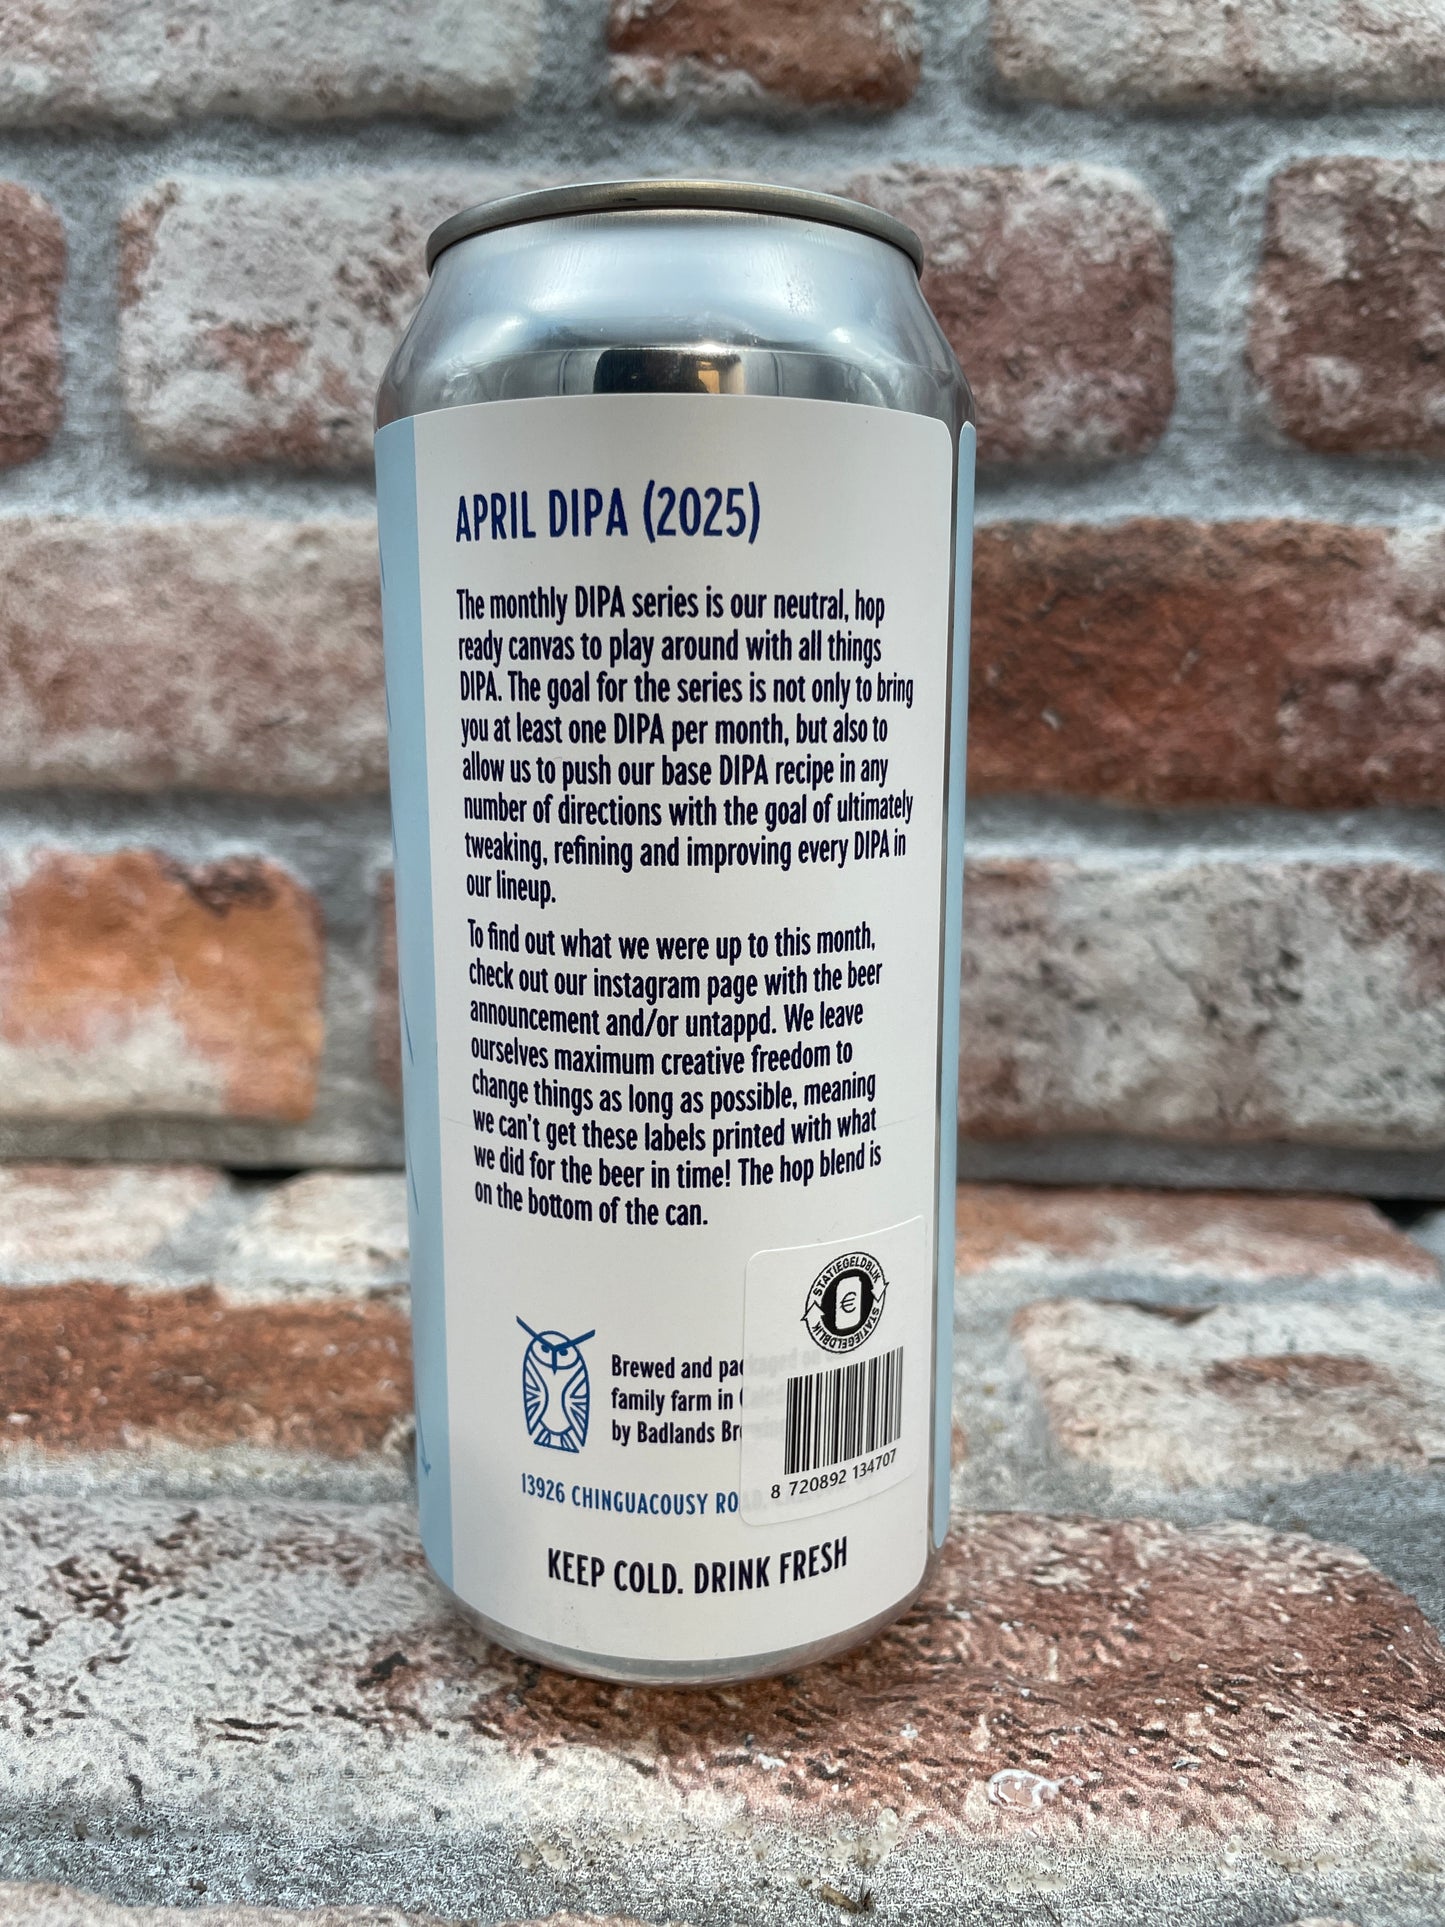 APRIL DIPA (2025)
The monthly DIPA series is our neutral, hop
ready canvas to play around with all things
DIPA. The goal for the series is not only to bring
you at least one DIPA per month, but also to
allow us to push our base DIPA recipe in any
number of directions with the goal of ultimately
tweaking, refining and improving every DIPA in
our lineup.
To find out what we were up to this month,
check out our instagram page with the beer
announcement and/or untappd. We leave
ourselves maximum creative freedom to
change things as long as possible, meaning
we can't get these labels printed with what
we did for the beer in time! The hop blend is
on the bottom of the can.
STATIEGELDBLIK
STATIEGELDBLIK
€
Brewed and packaged on
family farm in
by Badlands Brewing
13926 CHINGUACOUSY ROAD,
8 720892 134707
KEEP COLD. DRINK FRESH